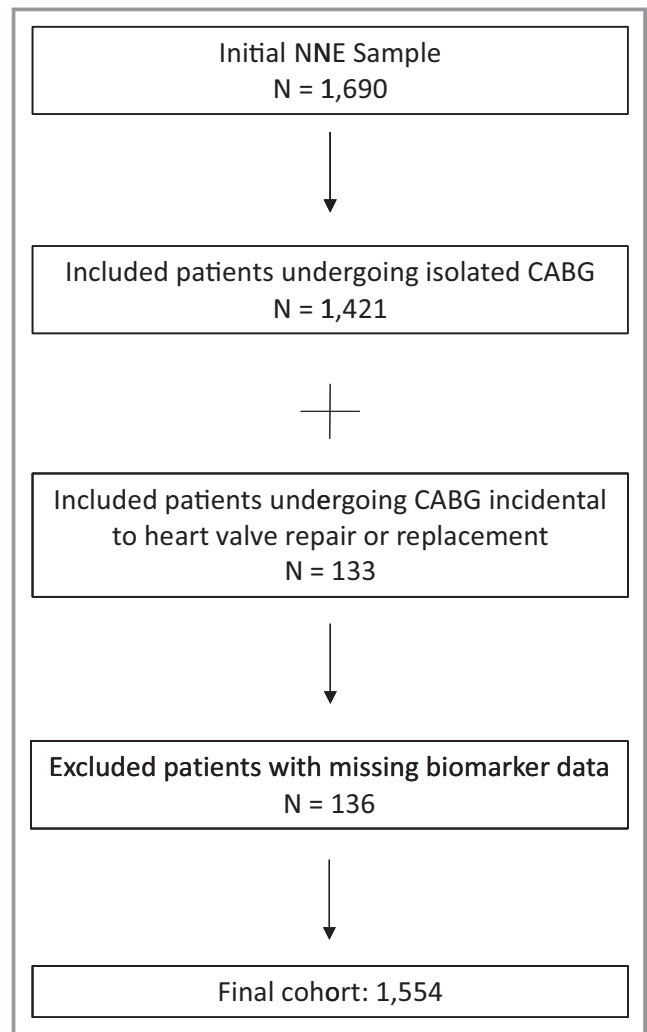 Initial NNE Sample
N = 1,690
Included patients undergoing isolated CABG
N = 1,421
Included patients undergoing CABG incidental
to heart valve repair or replacement
N = 133
Excluded patients with missing biomarker data
N = 136
Final cohort: 1,554